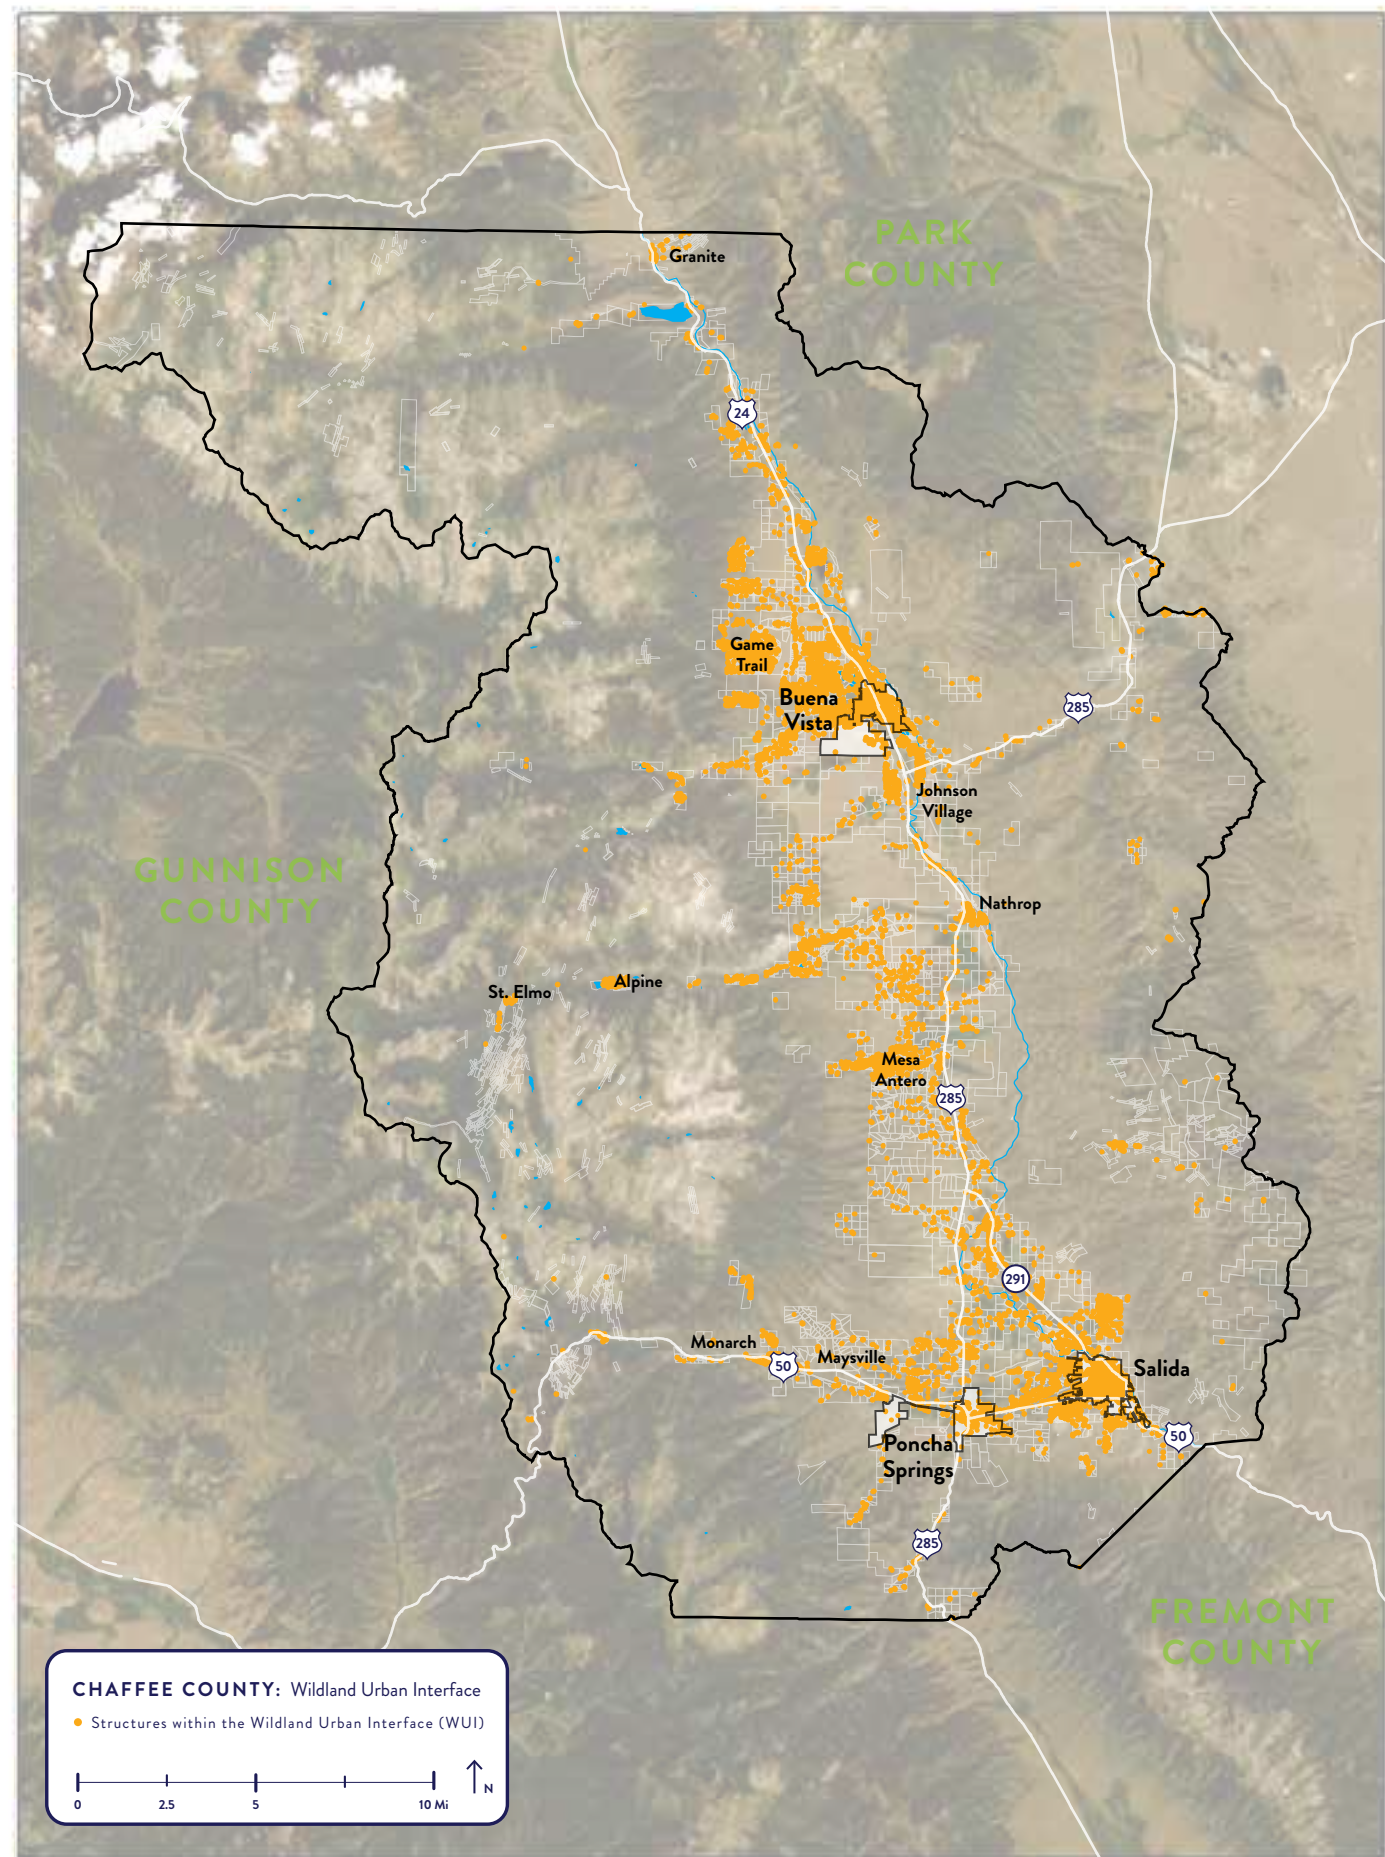 PARK
COUNTY
Granite
24
Game
Trail
Buena
Vista
285
Johnson
Village
GUNNISON
COUNTY
Nathrop
St. Elmo
Alpine
Mesa
Antero
285
291
Monarch
50
Maysville
Salida
50
Poncha
Springs
285
FREMONT
COUNTY
CHAFFEE COUNTY: Wildland Urban Interface
Structures within the Wildland Urban Interface (WUI)
N
0 2.5 5 10 Mi